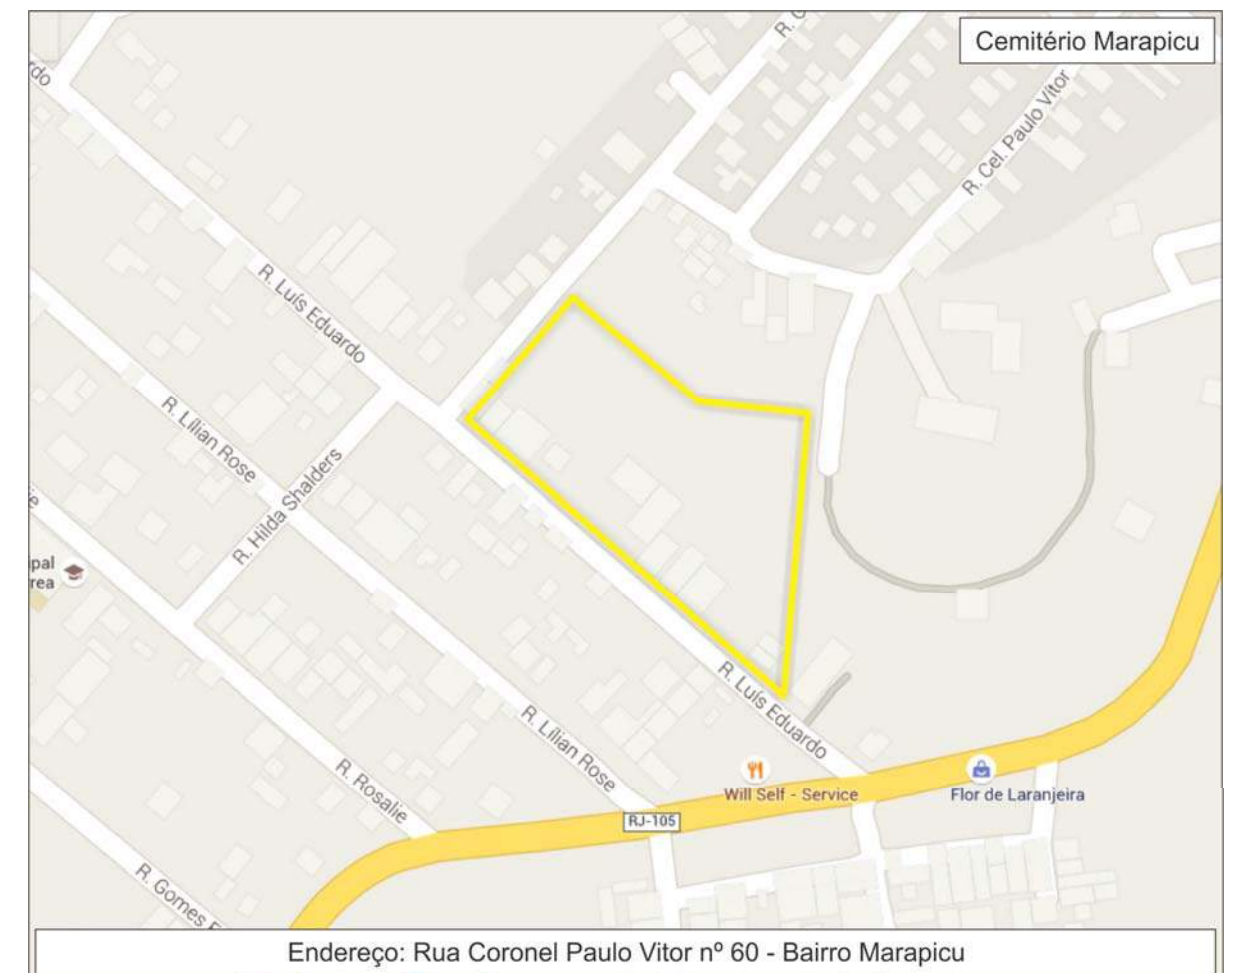 Cemitério Marapicu
R. Cel. Paulo Vitor
R. Luís Eduardo
R. Lílian Rose
R. Hilda Shalders
R. Luís Eduardo
R. Lílian Rose
R. Rosalie
Will Self - Service
Flor de Laranjeira
RJ-105
R. Gomes
Endereço: Rua Coronel Paulo Vitor nº 60 - Bairro Marapicu